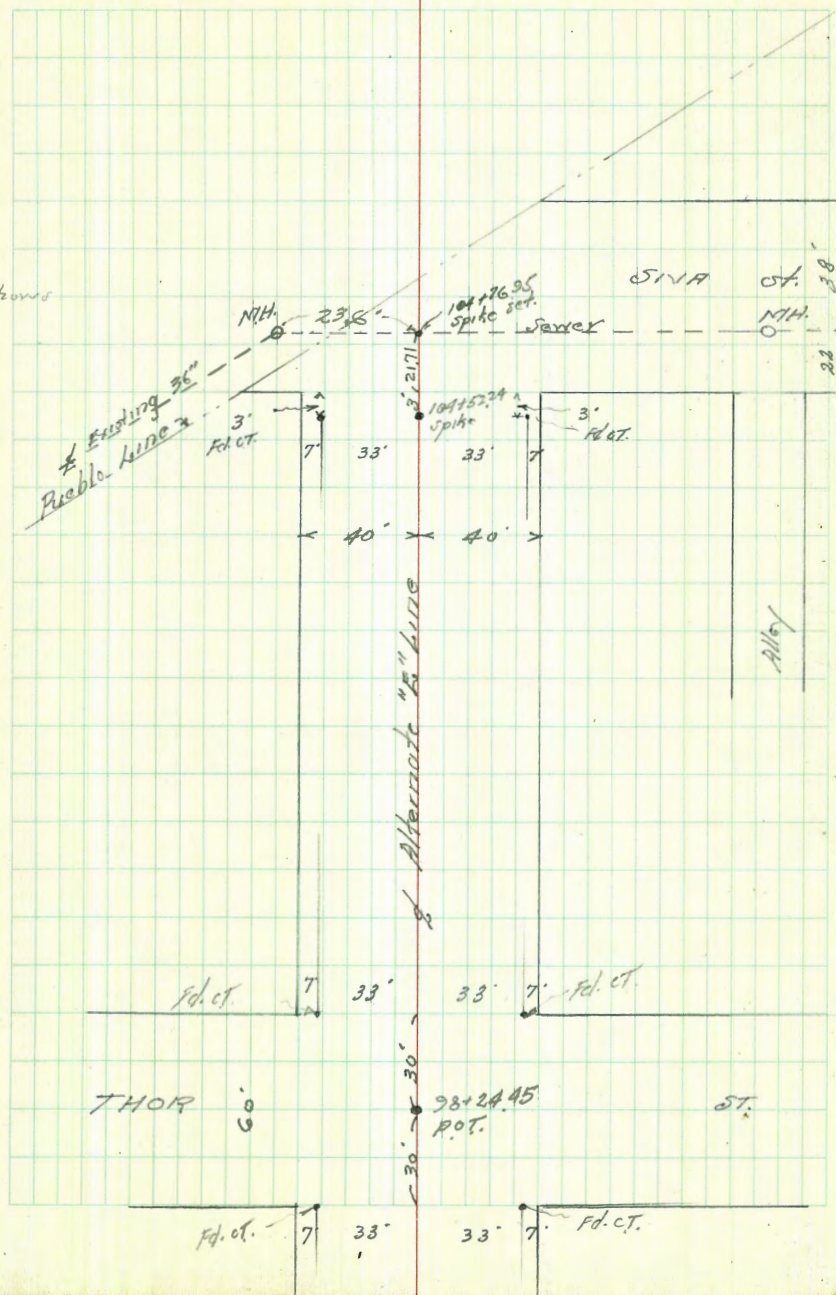 SIVA St. 38'
M.H. 23.6' 104+76.95
spike set. Sewer M.H.
22
3' 21.71
℄ Existing 36"
Pueblo Line
3'
Fd. CT.
104+55.24
Spike
3'
Fd CT.
7' 33' 33' 7'
40' 40'
℄ Alternate "E" Line
Alley
Fd. CT. 7' 33' 33' 7' Fd. CT.
30'
THOR 60' 98+24.45 ST.
P.O.T.
30'
Fd. CT. 7' 33' 33' 7' Fd. CT.